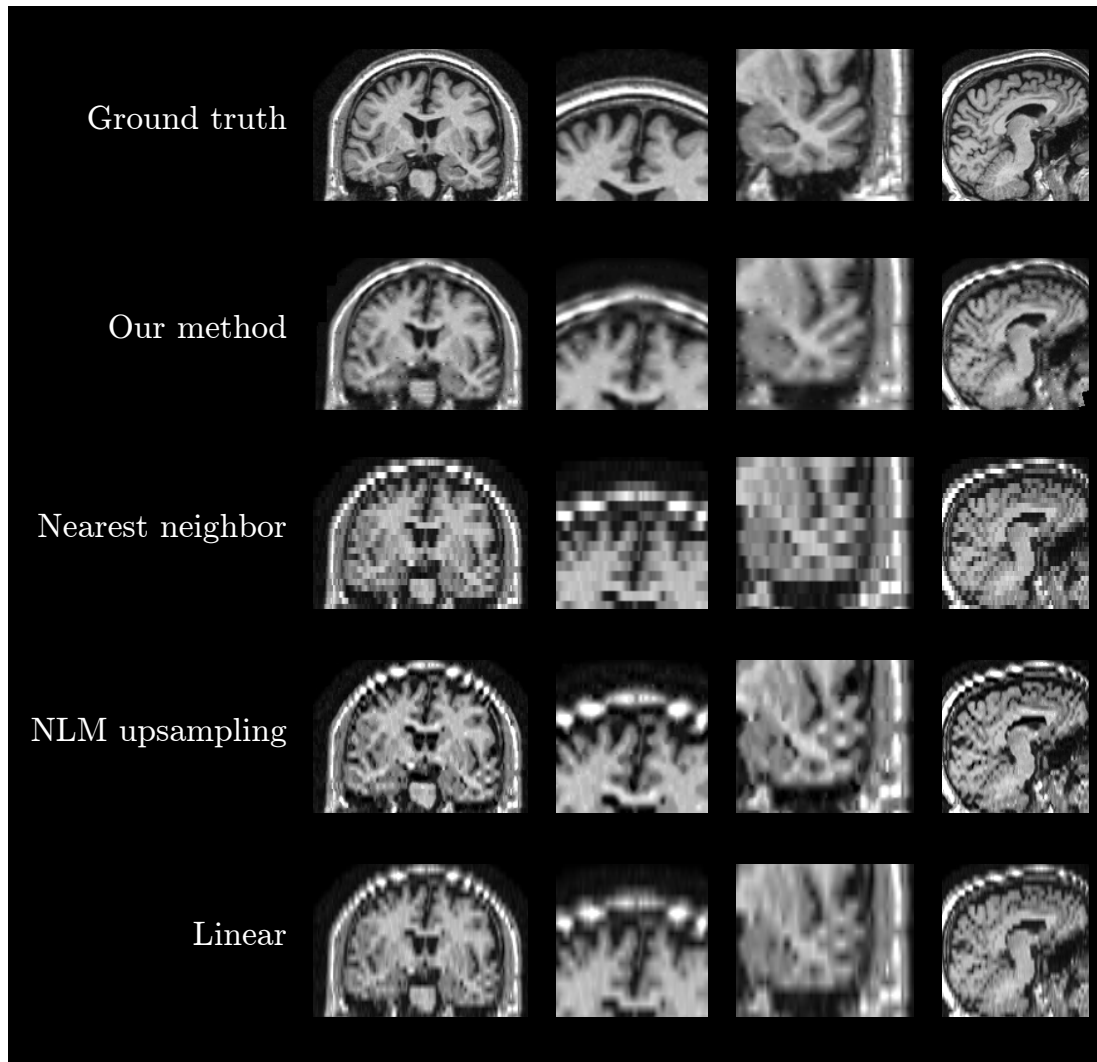 Ground truth
Our method
Nearest neighbor
NLM upsampling
Linear